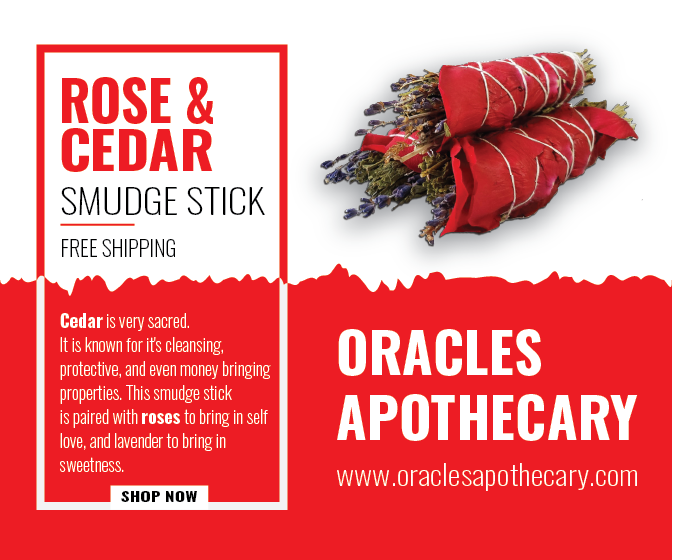 ROSE &
CEDAR
SMUDGE STICK
FREE SHIPPING
Cedar is very sacred.
It is known for it's cleansing,
protective, and even money bringing
properties. This smudge stick
is paired with roses to bring in self
love, and lavender to bring in
sweetness.
SHOP NOW
ORACLES
APOTHECARY
www.oraclesapothecary.com